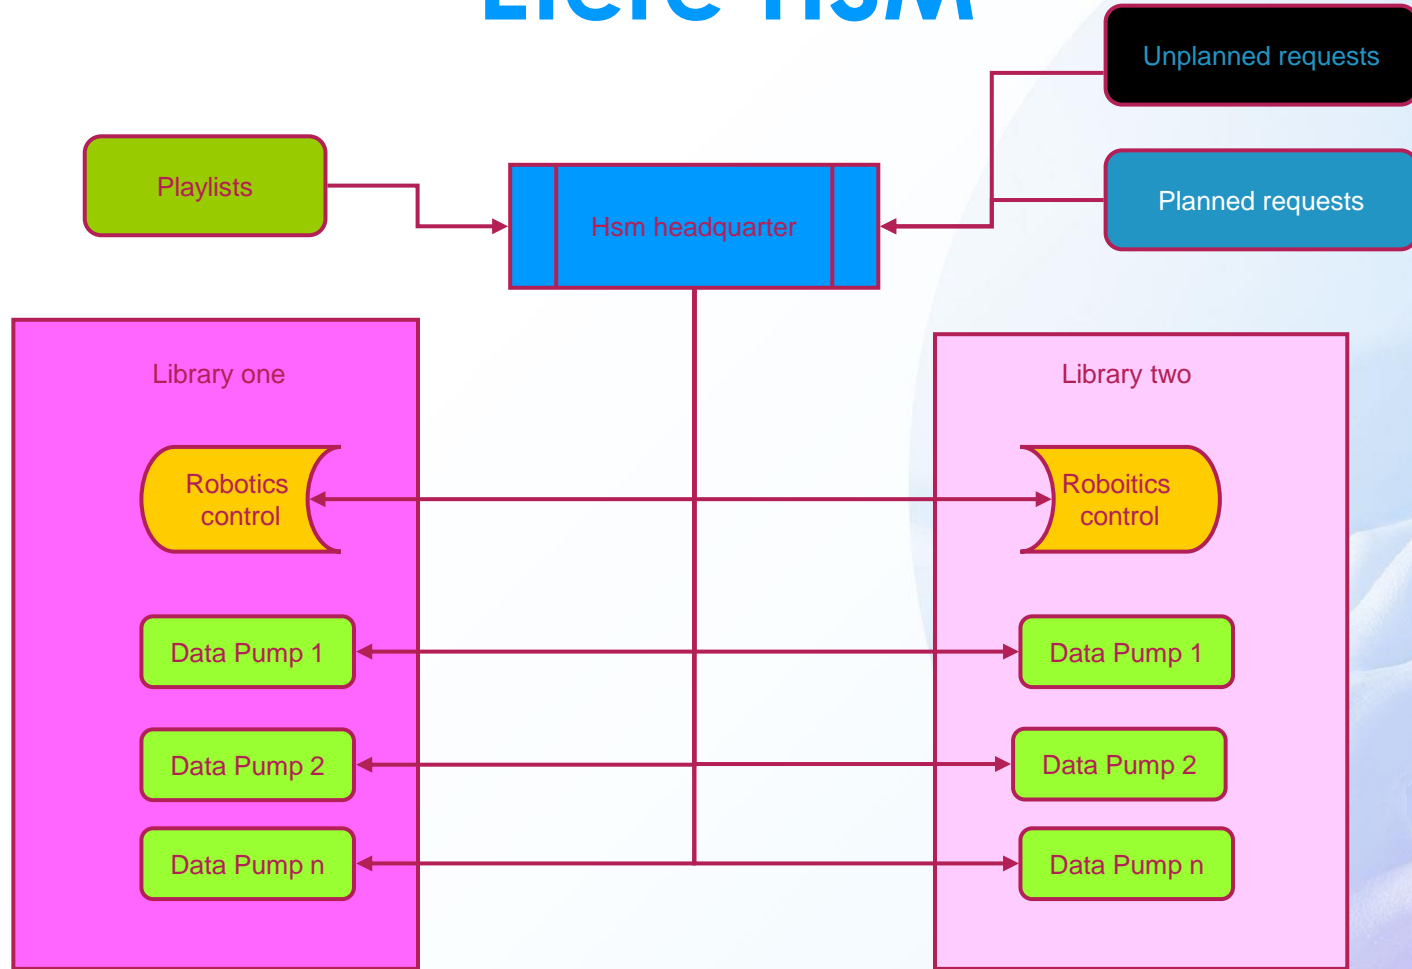 HSM
Unplanned requests
Playlists
Hsm headquarter
Planned requests
Library one
Library two
Robotics
control
Roboitics
control
Data Pump 1
Data Pump 1
Data Pump 2
Data Pump 2
Data Pump n
Data Pump n